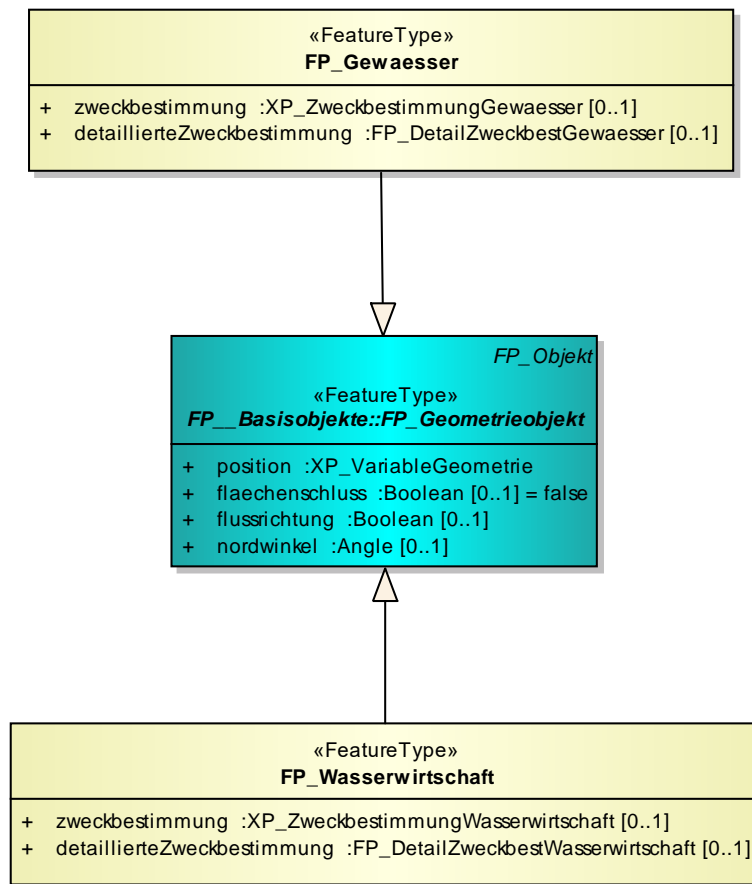 «FeatureType»
FP_Gewaesser
+ zweckbestimmung :XP_ZweckbestimmungGewaesser [0..1]
+ detaillierteZweckbestimmung :FP_DetailZweckbestGewaesser [0..1]
FP_Objekt
«FeatureType»
FP__Basisobjekte::FP_Geometrieobjekt
+ position :XP_VariableGeometrie
+ flaechenschluss :Boolean [0..1] = false
+ flussrichtung :Boolean [0..1]
+ nordwinkel :Angle [0..1]
«FeatureType»
FP_Wasserwirtschaft
+ zweckbestimmung :XP_ZweckbestimmungWasserwirtschaft [0..1]
+ detaillierteZweckbestimmung :FP_DetailZweckbestWasserwirtschaft [0..1]